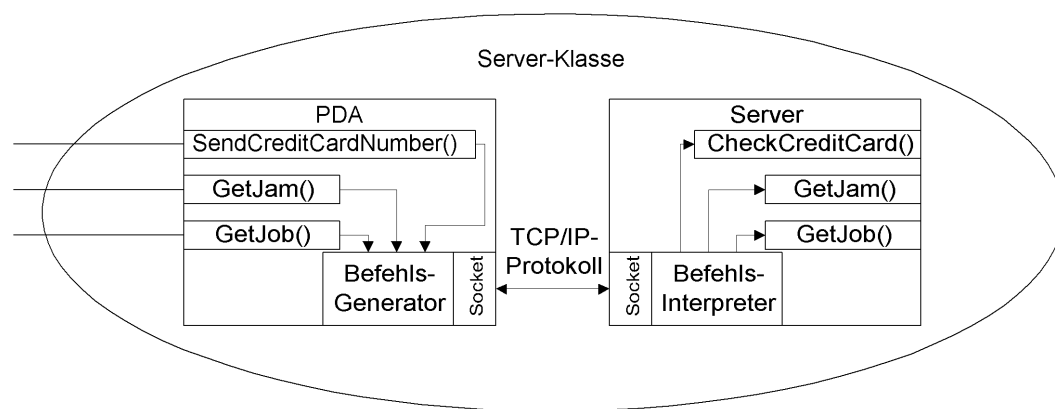 Server-Klasse
PDA
SendCreditCardNumber()
GetJam()
GetJob()
Befehls-
Generator
Socket
TCP/IP-
Protokoll
Server
CheckCreditCard()
GetJam()
GetJob()
Socket
Befehls-
Interpreter